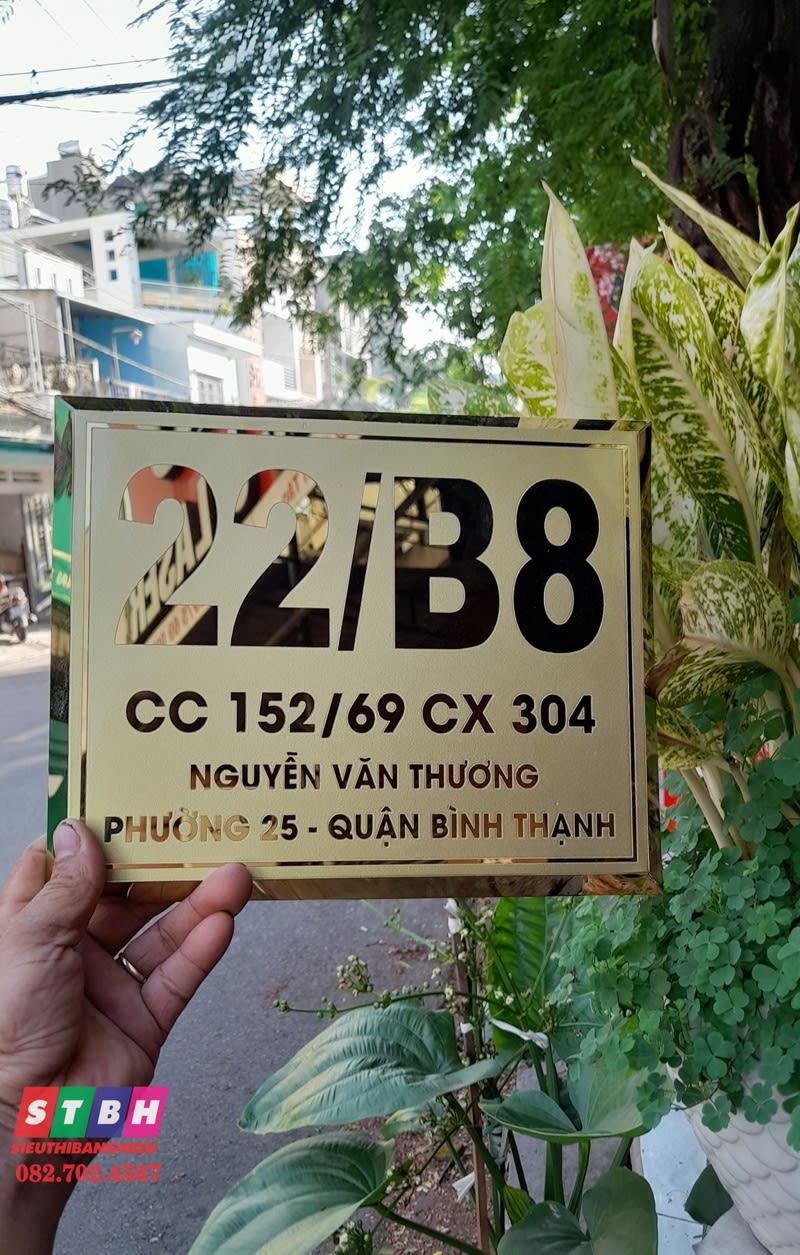 22/B8
CC 152/69 CX 304
NGUYỄN VĂN THƯƠNG
PHƯỜNG 25 - QUẬN BÌNH THẠNH
STBH
SIEUTHIBANGHIEU
082.702.4567